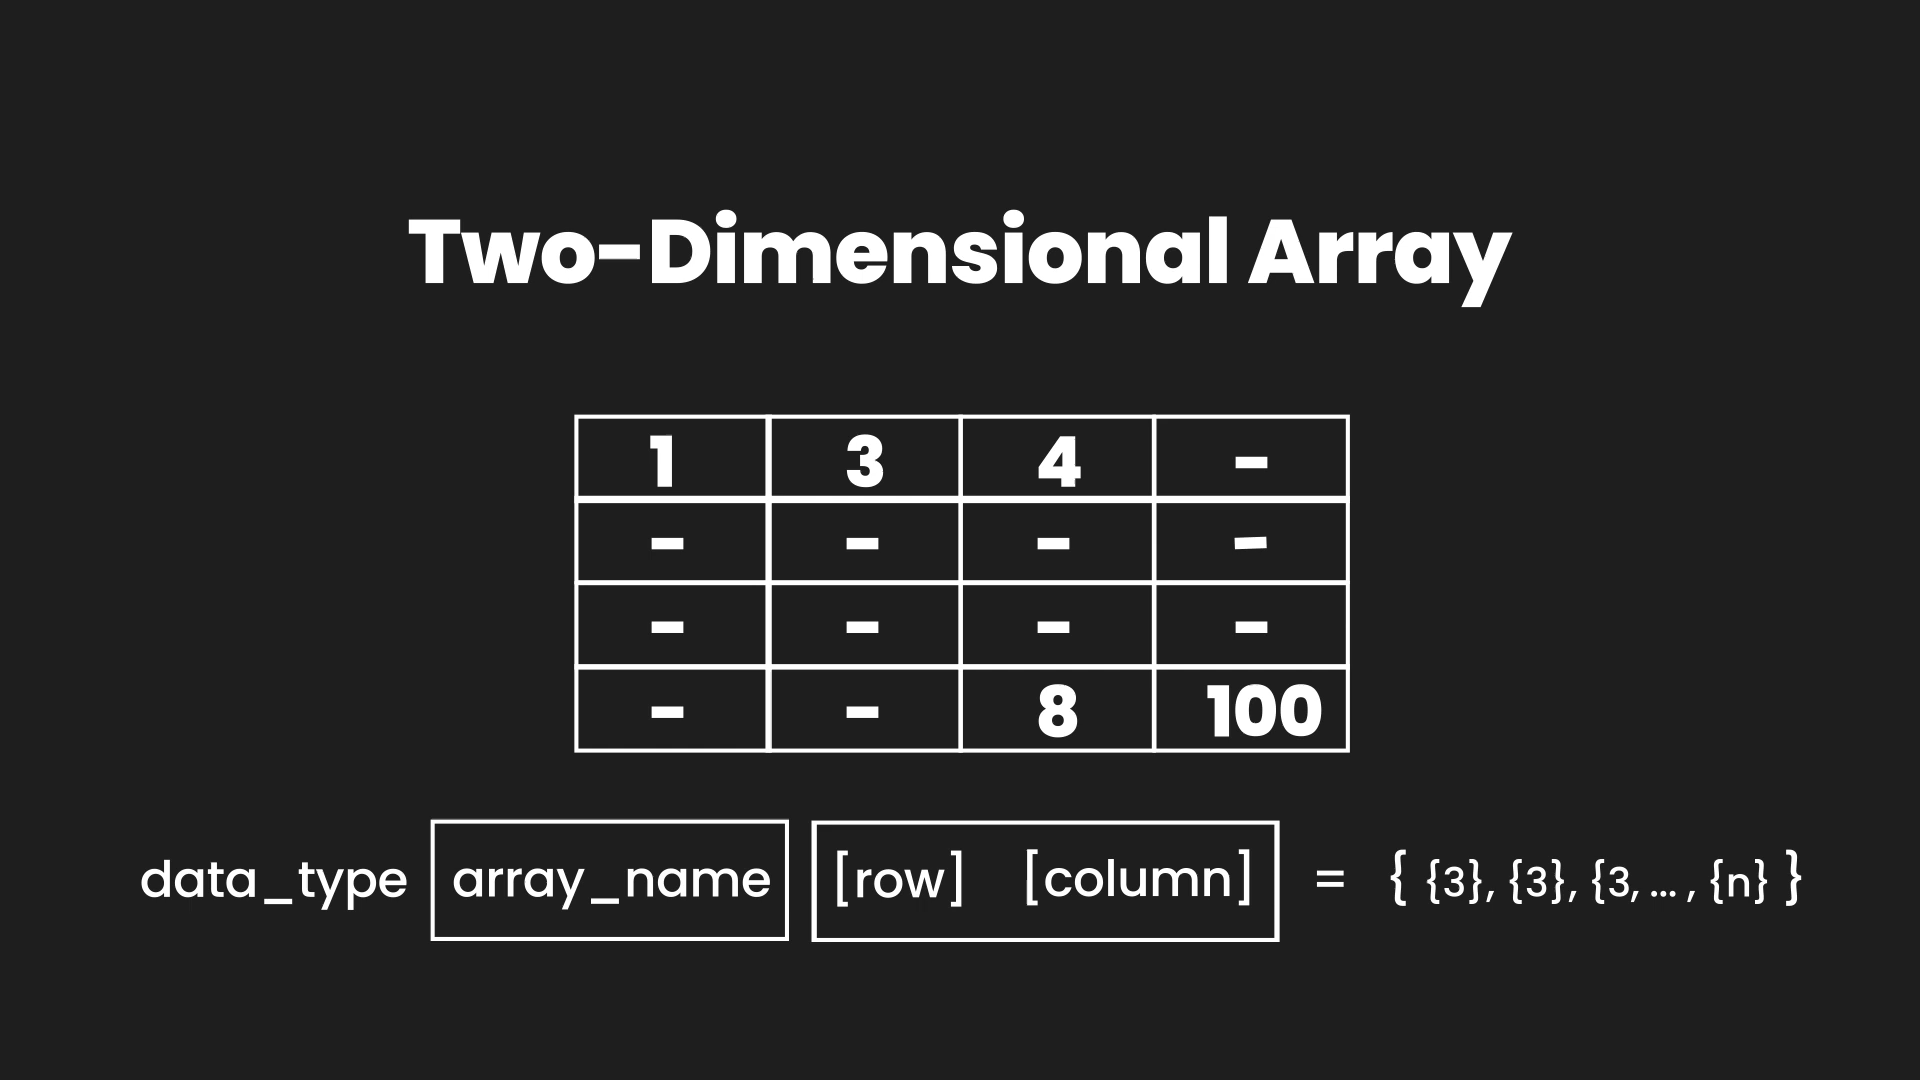 Two-Dimensional Array
1 3 4 -
- - - -
- - - -
- - 8 100
data_type array_name [row] [column] = { {3}, {3}, {3, ... , {n} }